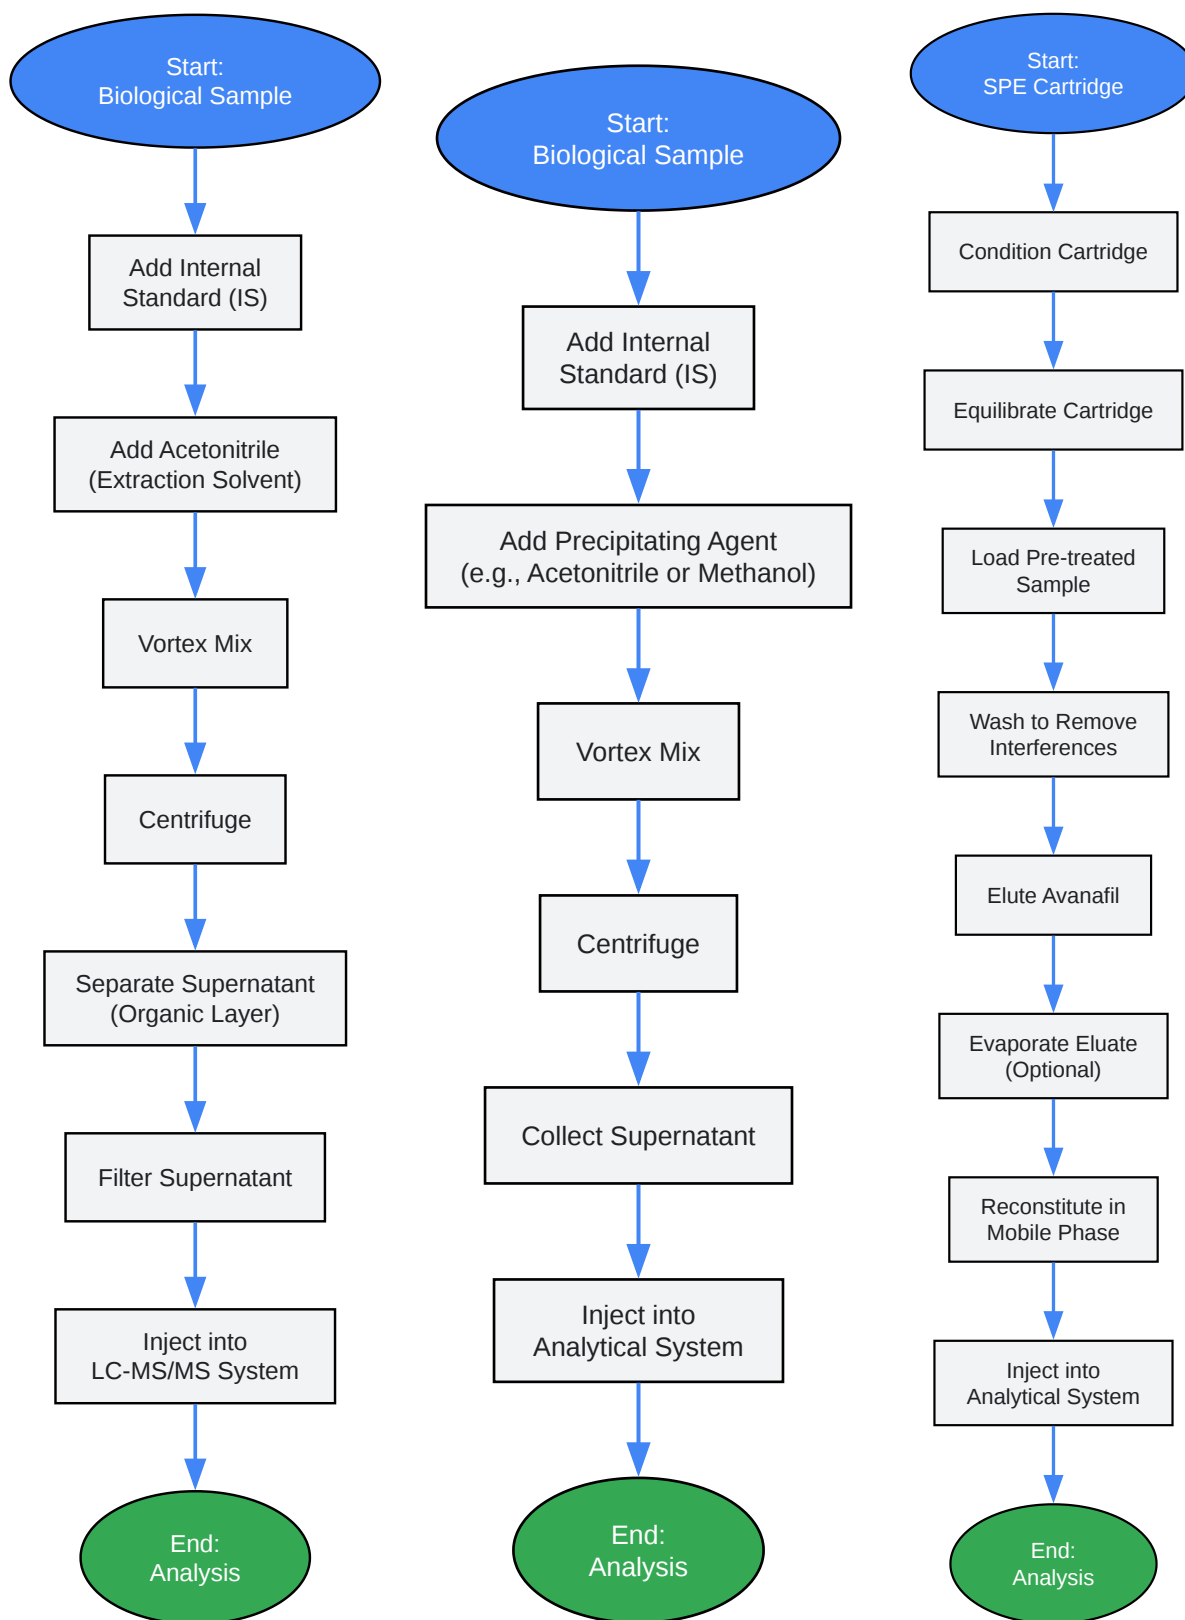 Start:
Biological Sample
Add Internal
Standard (IS)
Add Acetonitrile
(Extraction Solvent)
Vortex Mix
Centrifuge
Separate Supernatant
(Organic Layer)
Filter Supernatant
Inject into
LC-MS/MS System
End:
Analysis
Start:
Biological Sample
Add Internal
Standard (IS)
Add Precipitating Agent
(e.g., Acetonitrile or Methanol)
Vortex Mix
Centrifuge
Collect Supernatant
Inject into
Analytical System
End:
Analysis
Start:
SPE Cartridge
Condition Cartridge
Equilibrate Cartridge
Load Pre-treated
Sample
Wash to Remove
Interferences
Elute Avanafil
Evaporate Eluate
(Optional)
Reconstitute in
Mobile Phase
Inject into
Analytical System
End:
Analysis